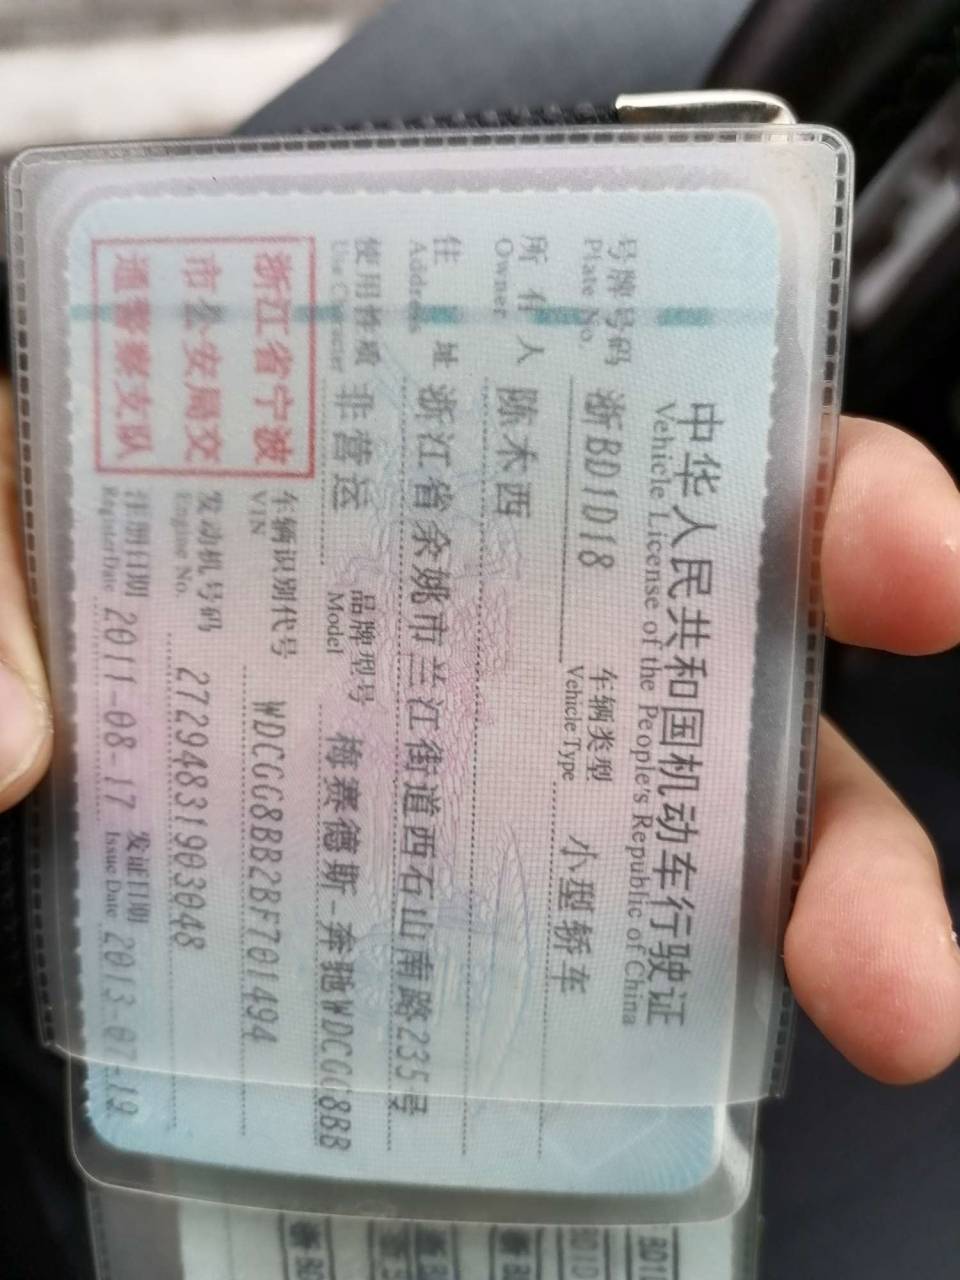 中华人民共和国机动车行驶证
Vehicle License of the People's Republic of China
号牌号码 浙BD1D18 车辆类型 小型轿车
Plate No. Vehicle Type
所有人 陈木西
Owner
住址 浙江省余姚市兰江街道西石山南路235号
Address
使用性质 非营运 品牌型号 梅赛德斯-奔驰WDCGG8BB
Use Character Model
浙江省宁波
市公安局交
通警察支队
车辆识别代号 WDCGG8BB2BF701494
VIN
发动机号码 27294831903048
Engine No.
注册日期 2011-08-17 发证日期 2013-07-19
Register Date Issue Date